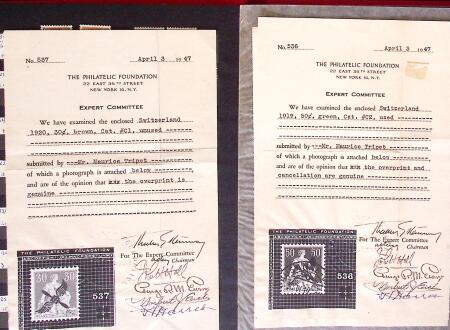 No. 537 April 3 1947
THE PHILATELIC FOUNDATION
22 EAST 35TH STREET
NEW YORK 16, N.Y.
EXPERT COMMITTEE
We have examined the enclosed Switzerland
1920, 30¢, brown, Cat. #C1, unused
submitted by --Mr. Maurice Tripet
of which a photograph is attached below
and are of the opinion that the overprint is
genuine
For The Expert Committee
Chairman
THE PHILATELIC FOUNDATION
30 30
537
No. 536 April 3 1947
THE PHILATELIC FOUNDATION
22 EAST 35TH STREET
NEW YORK 16, N.Y.
EXPERT COMMITTEE
We have examined the enclosed Switzerland
1919, 50¢, green, Cat. #C2, used
submitted by --Mr. Maurice Tripet
of which a photograph is attached below
and are of the opinion that the overprint and
cancellation are genuine
For The Expert Committee
Chairman
THE PHILATELIC FOUNDATION
50 50
536